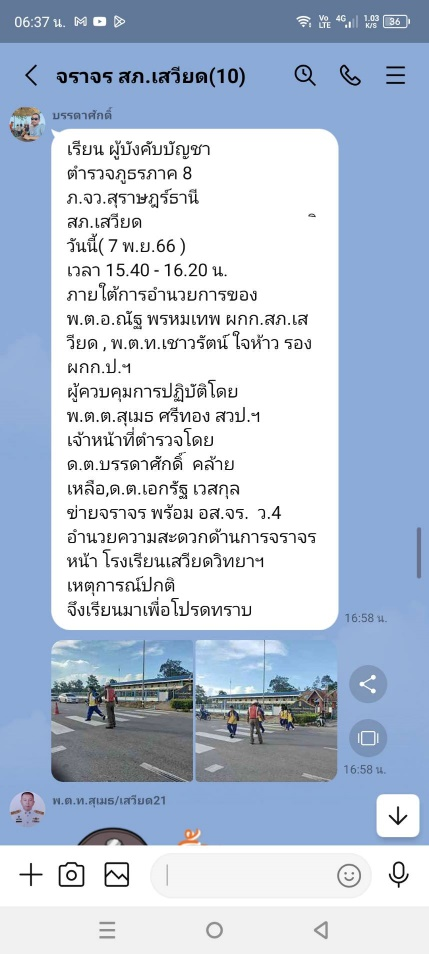 06:37 น.
Vo LTE 4G 1.03 K/S 36
จราจร สภ.เสวียด(10)
บรรดาศักดิ์
เรียน ผู้บังคับบัญชา
ตำรวจภูธรภาค 8
ภ.จว.สุราษฎร์ธานี
สภ.เสวียด
วันนี้( 7 พ.ย.66 )
เวลา 15.40 - 16.20 น.
ภายใต้การอำนวยการของ
พ.ต.อ.ณัฐ พรหมเทพ ผกก.สภ.เส
วียด , พ.ต.ท.เชาวรัตน์ ใจห้าว รอง
ผกก.ป.ฯ
ผู้ควบคุมการปฏิบัติโดย
พ.ต.ต.สุเมธ ศรีทอง สวป.ฯ
เจ้าหน้าที่ตำรวจโดย
ด.ต.บรรดาศักดิ์ คล้าย
เหลือ,ด.ต.เอกรัฐ เวสกุล
ข่ายจราจร พร้อม อส.จร. ว.4
อำนวยความสะดวกด้านการจราจร
หน้า โรงเรียนเสวียดวิทยาฯ
เหตุการณ์ปกติ
จึงเรียนมาเพื่อโปรดทราบ
16:58 น.
16:58 น.
พ.ต.ท.สุเมธ/เสวียด21